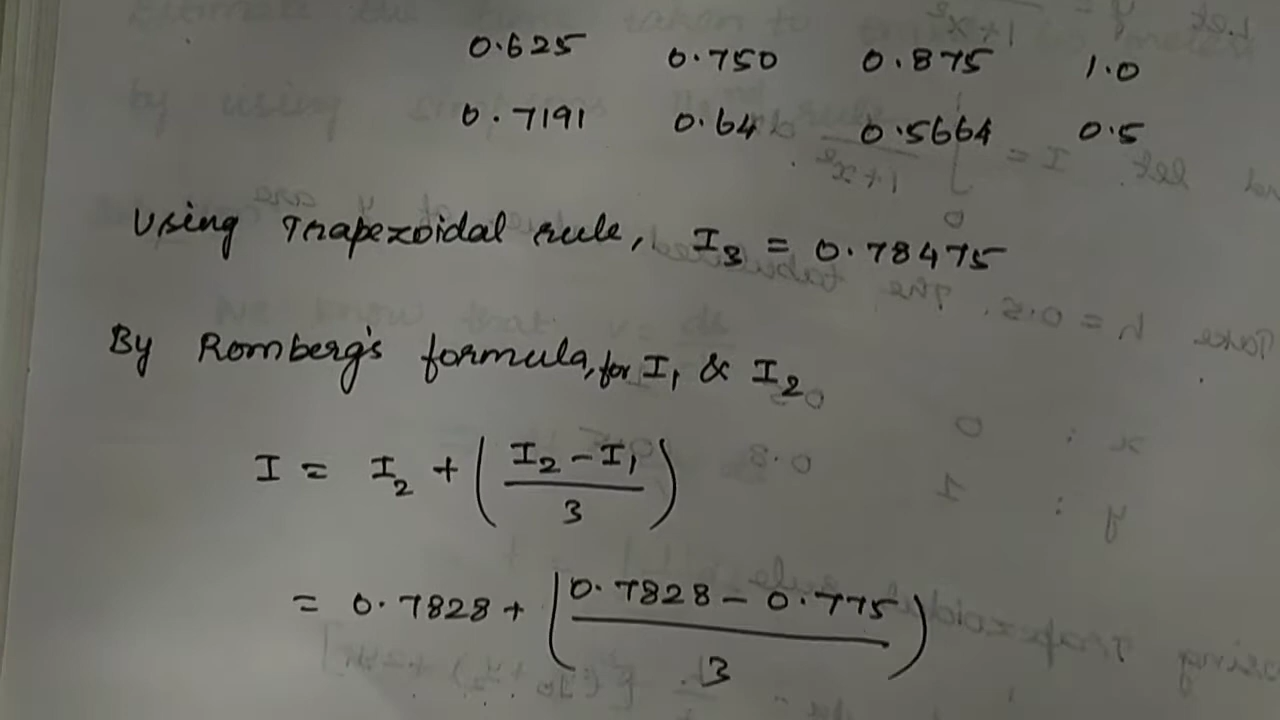 0.625 0.750 0.875 1.0
0.7191 0.64 0.5664 0.5
Using Trapezoidal rule, I₃ = 0.78475
By Romberg's formula, for I₁ & I₂
I = I₂ + ( (I₂ - I₁) / 3 )
= 0.7828 + ( (0.7828 - 0.775) / 3 )